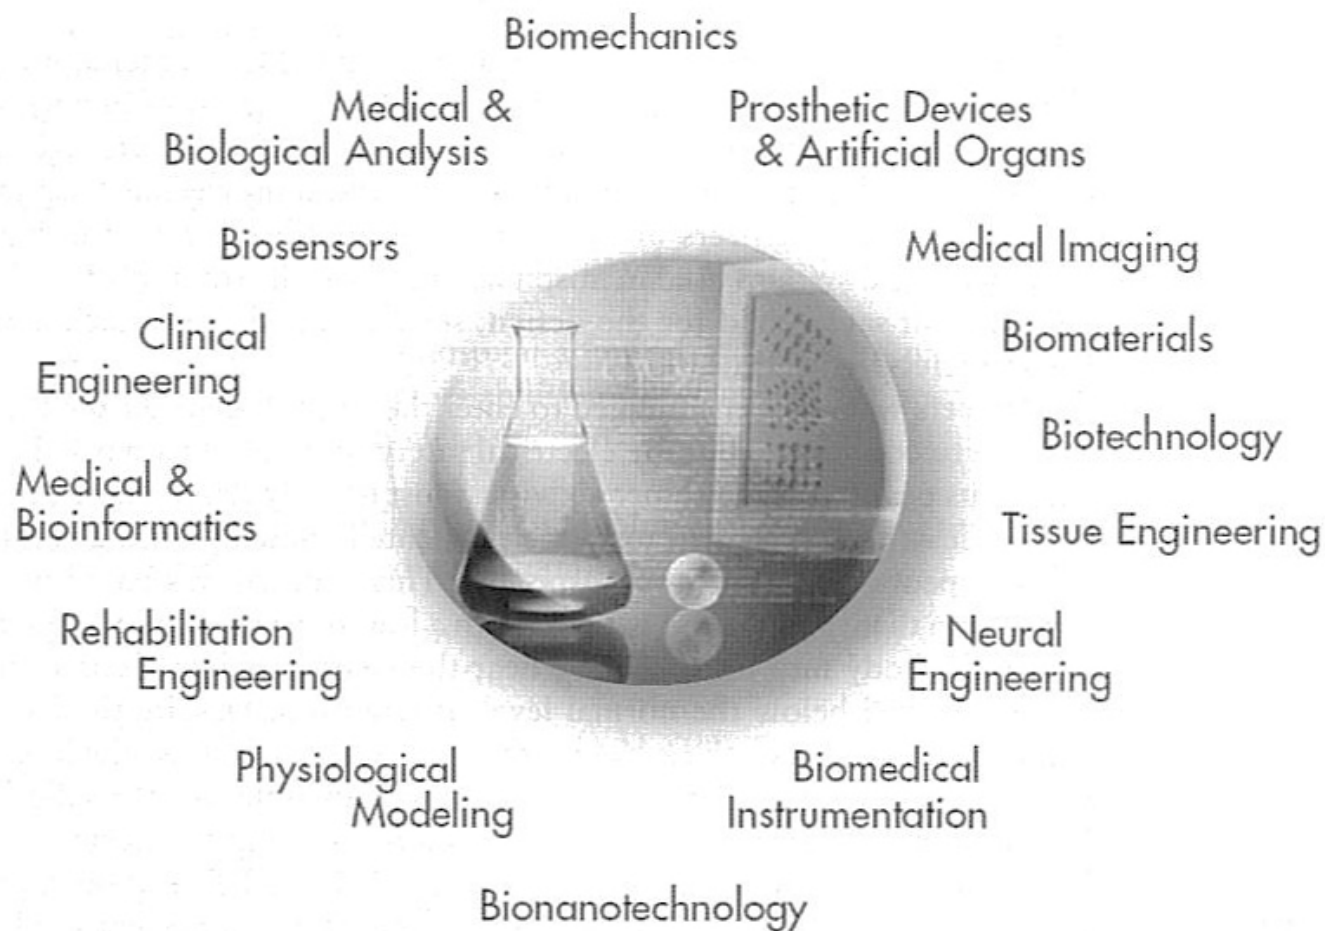 Biomechanics
Medical &
Biological Analysis
Prosthetic Devices
& Artificial Organs
Biosensors
Medical Imaging
Clinical
Engineering
Biomaterials
Biotechnology
Medical &
Bioinformatics
Tissue Engineering
Rehabilitation
Engineering
Neural
Engineering
Physiological
Modeling
Biomedical
Instrumentation
Bionanotechnology